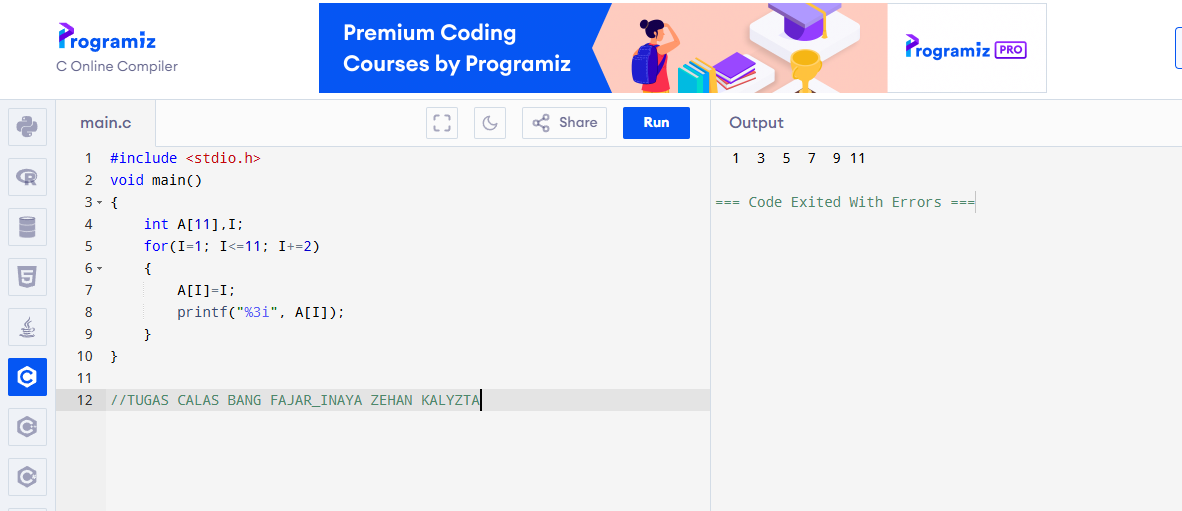 Programiz
C Online Compiler
Premium Coding
Courses by Programiz
Programiz PRO
main.c
Share
Run
Output
1 #include <stdio.h>
2 void main()
3 {
4     int A[11],I;
5     for(I=1; I<=11; I+=2)
6     {
7         A[I]=I;
8         printf("%3i", A[I]);
9     }
10 }
11
12 //TUGAS CALAS BANG FAJAR_INAYA ZEHAN KALYZTA
  1  3  5  7  9 11
=== Code Exited With Errors ===